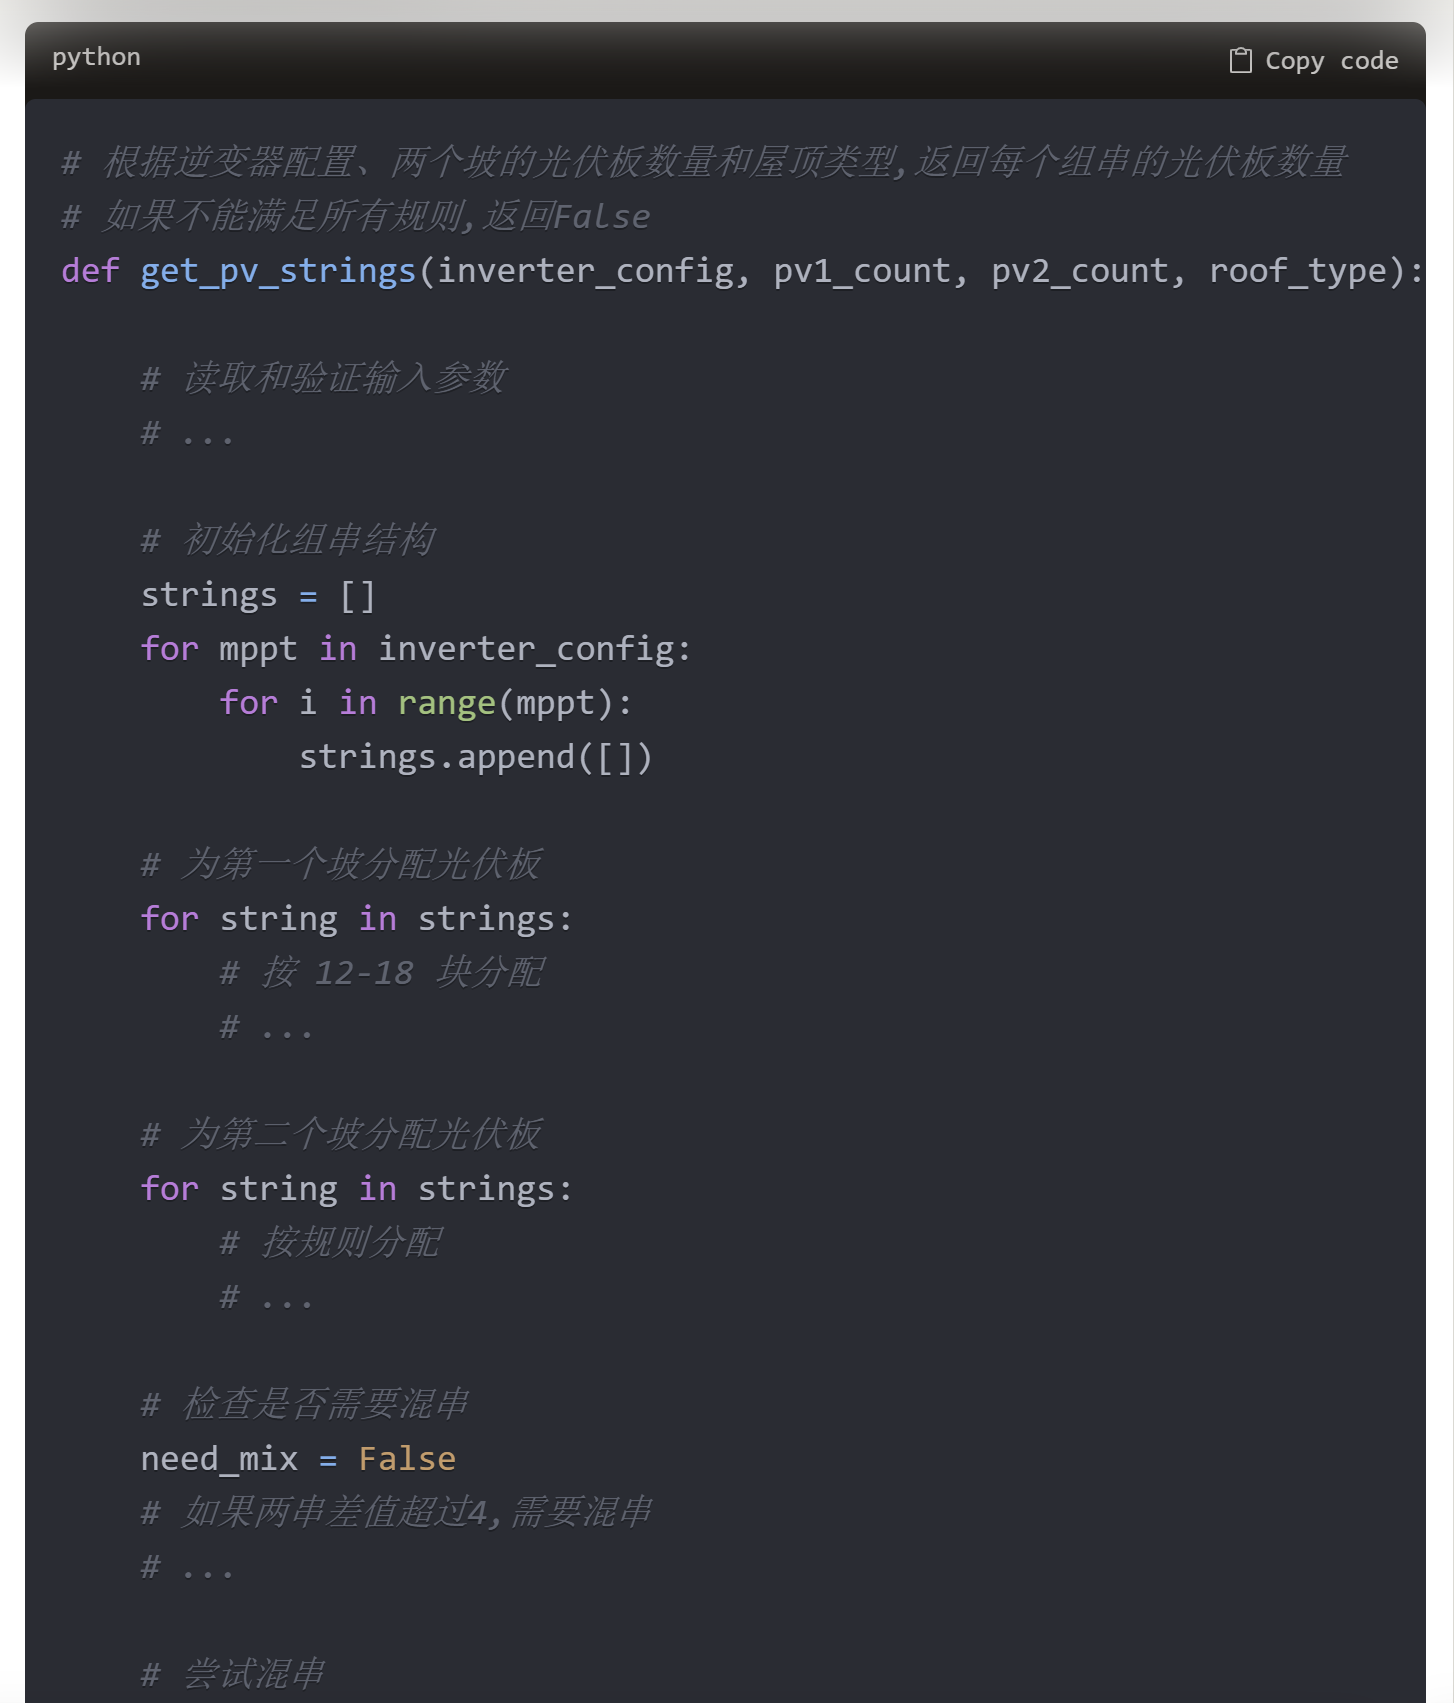 python
Copy code
# 根据逆变器配置、两个坡的光伏板数量和屋顶类型,返回每个组串的光伏板数量
# 如果不能满足所有规则,返回False
def get_pv_strings(inverter_config, pv1_count, pv2_count, roof_type):
# 读取和验证输入参数
# ...
# 初始化组串结构
strings = []
for mppt in inverter_config:
for i in range(mppt):
strings.append([])
# 为第一个坡分配光伏板
for string in strings:
# 按 12-18 块分配
# ...
# 为第二个坡分配光伏板
for string in strings:
# 按规则分配
# ...
# 检查是否需要混串
need_mix = False
# 如果两串差值超过4,需要混串
# ...
# 尝试混串